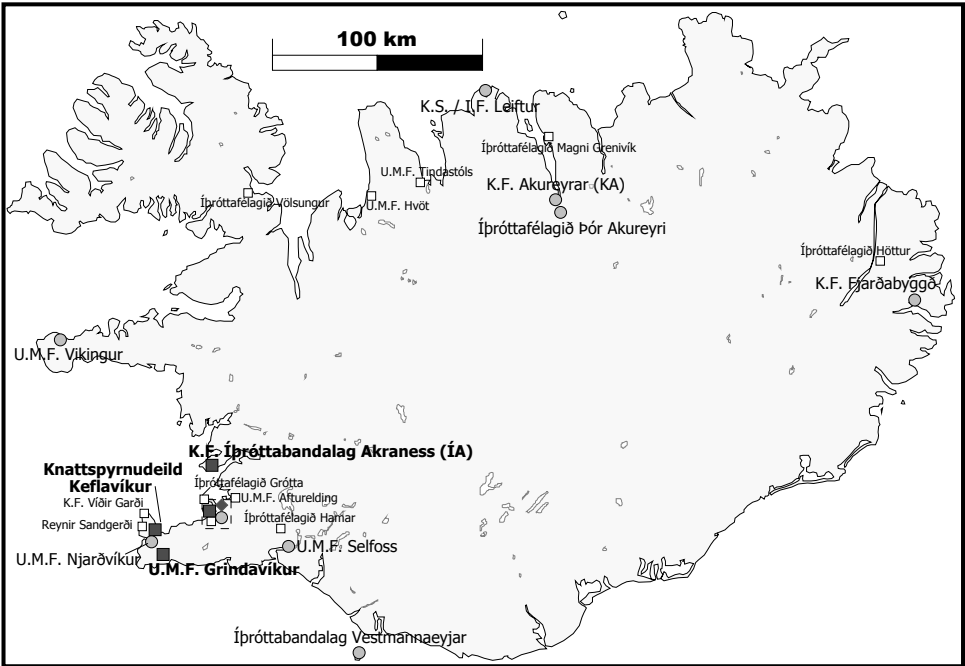 100 km
K.S. / I.F. Leiftur
Íþróttafélagið Magni Grenivík
U.M.F. Tindastóls
K.F. Akureyrar (KA)
Íþróttafélagið Völsungur
U.M.F. Hvöt
Íþróttafélagið Þór Akureyri
Íþróttafélagið Höttur
K.F. Fjarðabyggð
U.M.F. Vikingur
K.F. Íþróttabandalag Akraness (ÍA)
Knattspyrnudeild
Keflavíkur
Íþróttafélagið Grótta
K.F. Víðir Garði
U.M.F. Afturelding
Reynir Sandgerði
Íþróttafélagið Hamar
U.M.F. Njarðvíkur
U.M.F. Selfoss
U.M.F. Grindavíkur
Íþróttabandalag Vestmannaeyjar